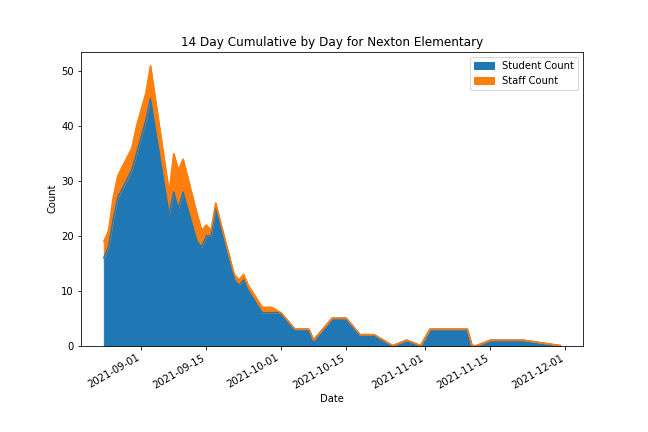 14 Day Cumulative by Day for Nexton Elementary
Student Count
Staff Count
Count
50
40
30
20
10
0
2021-09-01
2021-09-15
2021-10-01
2021-10-15
2021-11-01
2021-11-15
2021-12-01
Date